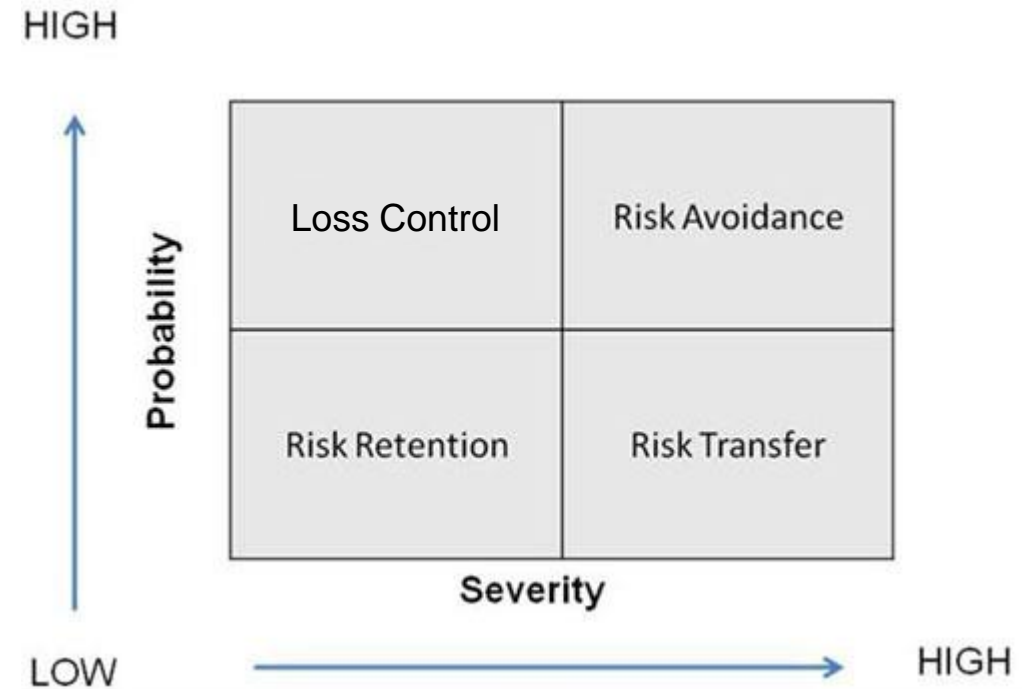 HIGH
Loss Control
Risk Avoidance
Probability
Risk Retention
Risk Transfer
Severity
LOW
HIGH